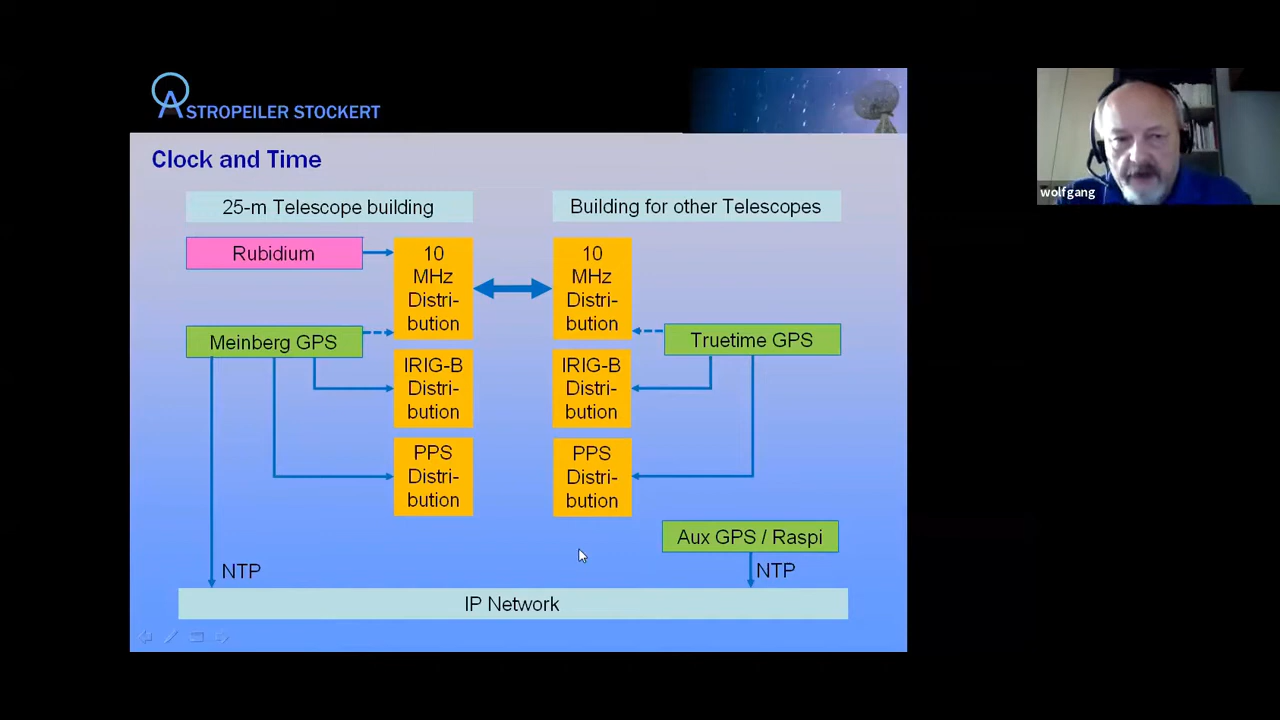 ASTROPEILER STOCKERT
wolfgang
Clock and Time
25-m Telescope building
Building for other Telescopes
Rubidium
10
MHz
Distri-
bution
10
MHz
Distri-
bution
Meinberg GPS
Truetime GPS
IRIG-B
Distri-
bution
IRIG-B
Distri-
bution
PPS
Distri-
bution
PPS
Distri-
bution
Aux GPS / Raspi
NTP
NTP
IP Network